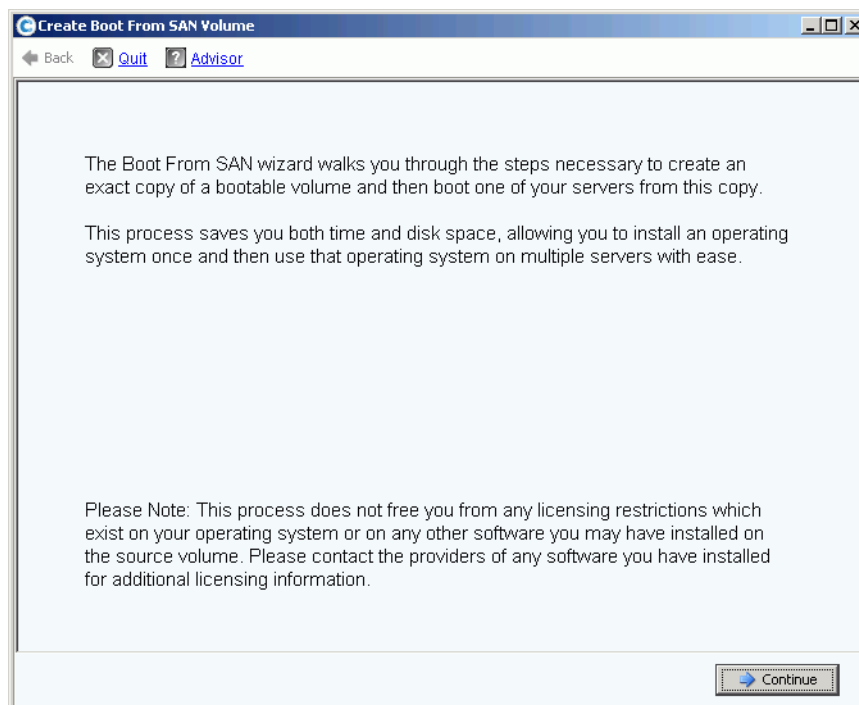 Create Boot From SAN Volume
Back Quit Advisor
The Boot From SAN wizard walks you through the steps necessary to create an
exact copy of a bootable volume and then boot one of your servers from this copy.
This process saves you both time and disk space, allowing you to install an operating
system once and then use that operating system on multiple servers with ease.
Please Note: This process does not free you from any licensing restrictions which
exist on your operating system or on any other software you may have installed on
the source volume. Please contact the providers of any software you have installed
for additional licensing information.
Continue